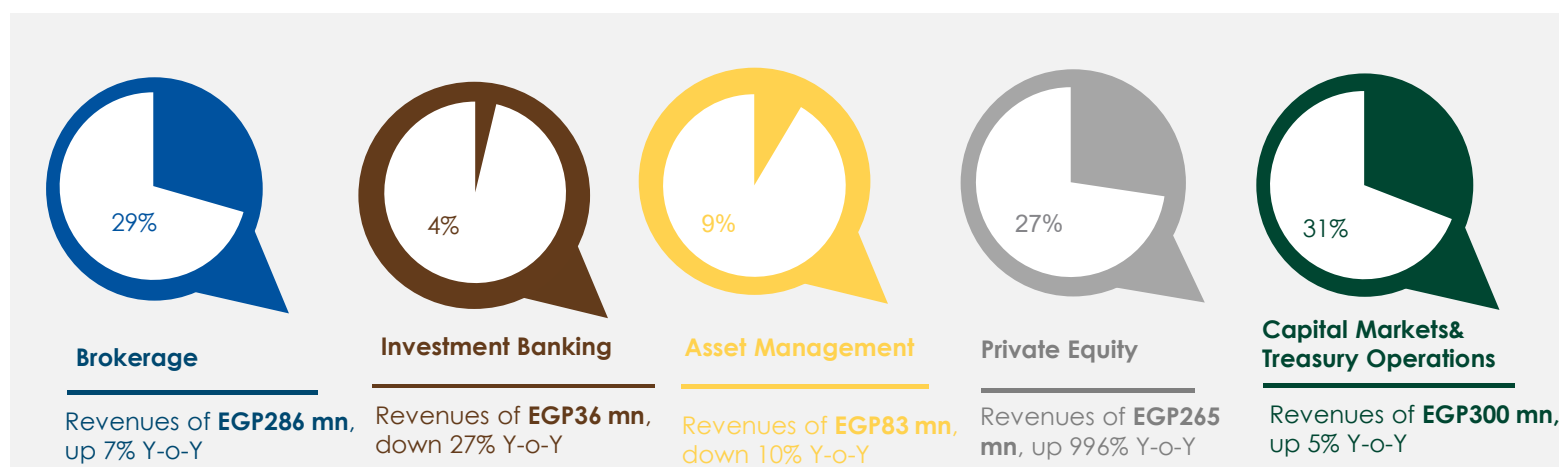 29%
4%
9%
27%
31%
Brokerage
Revenues of EGP286 mn,
up 7% Y-o-Y
Investment Banking
Revenues of EGP36 mn,
down 27% Y-o-Y
Asset Management
Revenues of EGP83 mn,
down 10% Y-o-Y
Private Equity
Revenues of EGP265
mn, up 996% Y-o-Y
Capital Markets&
Treasury Operations
Revenues of EGP300 mn,
up 5% Y-o-Y